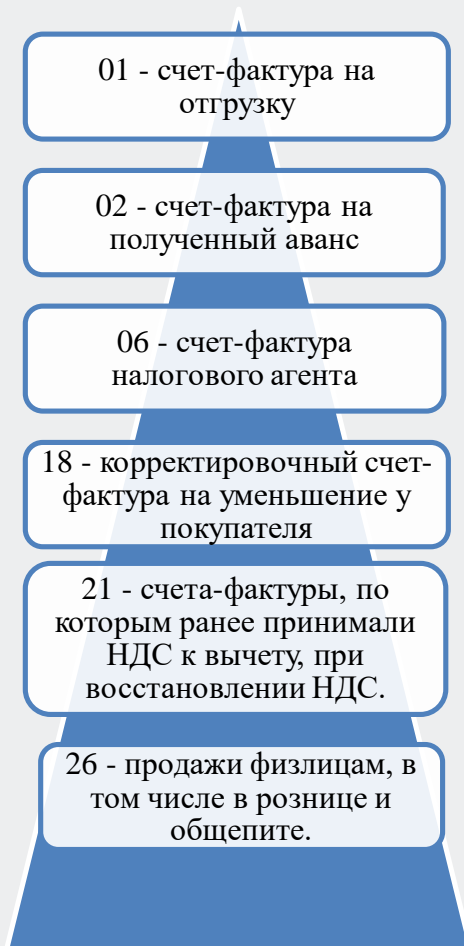 01 - счет-фактура на
отгрузку
02 - счет-фактура на
полученный аванс
06 - счет-фактура
налогового агента
18 - корректировочный счет-
фактура на уменьшение у
покупателя
21 - счета-фактуры, по
которым ранее принимали
НДС к вычету, при
восстановлении НДС.
26 - продажи физлицам, в
том числе в рознице и
общепите.